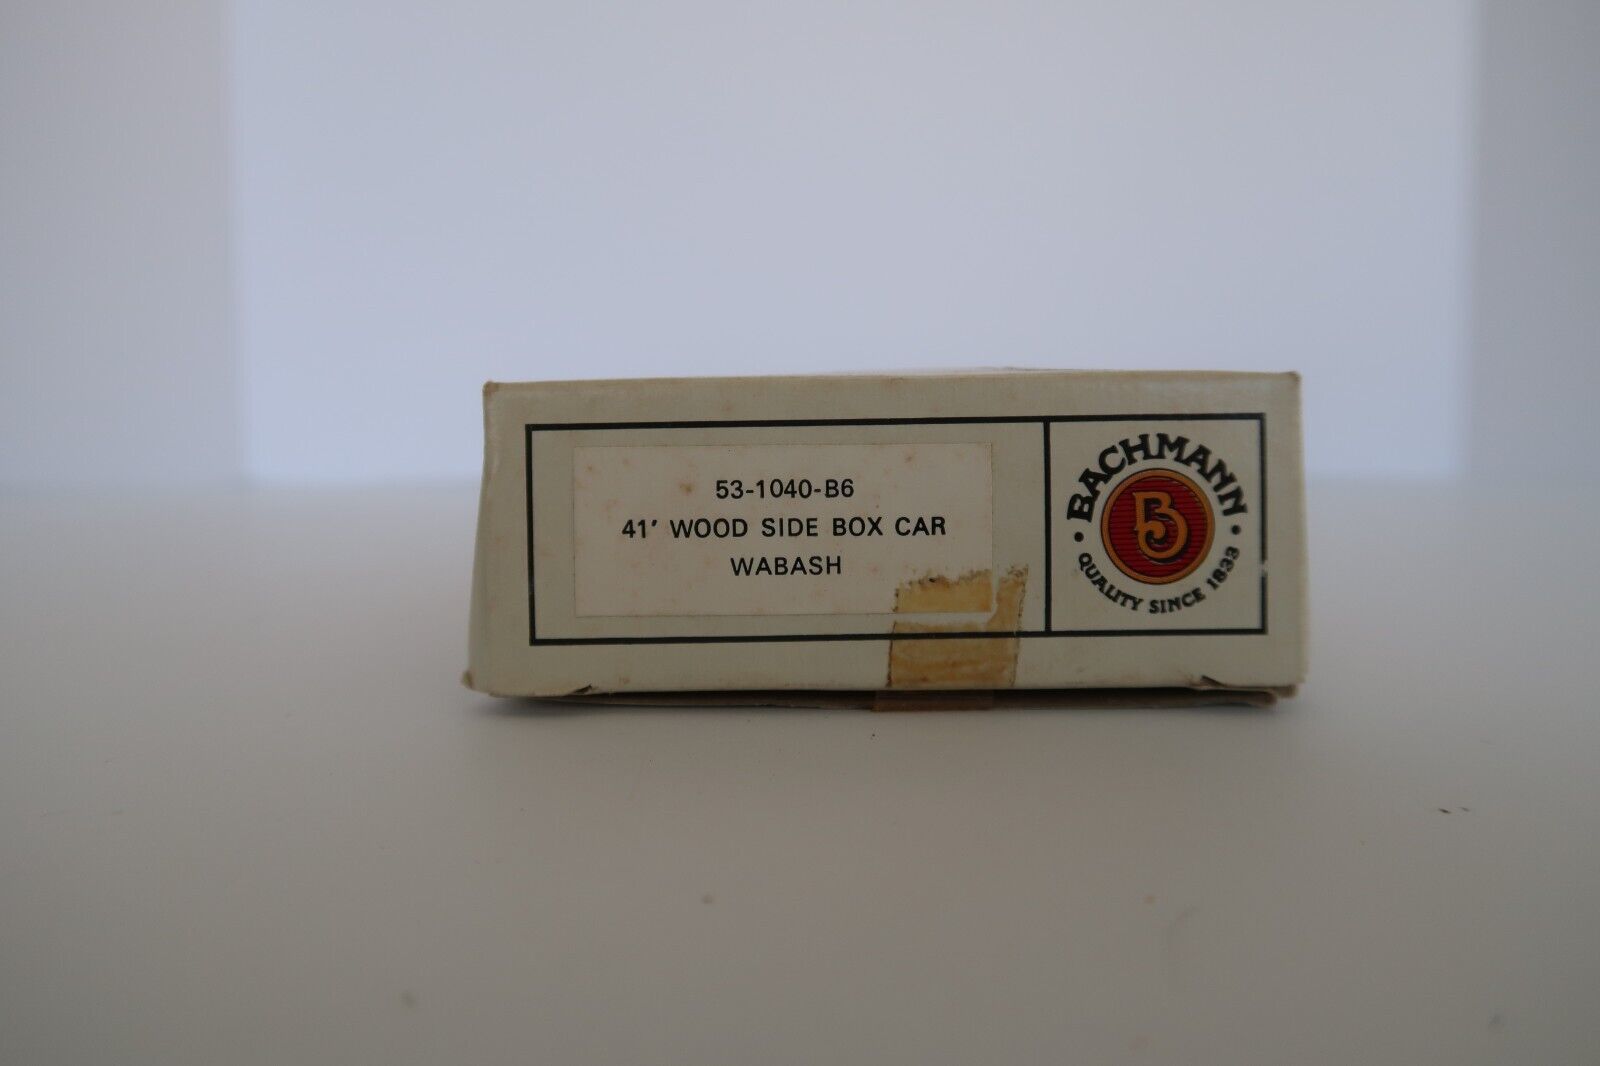 53-1040-B6
41' WOOD SIDE BOX CAR
WABASH
BACHMANN
B
• QUALITY SINCE 1833 •